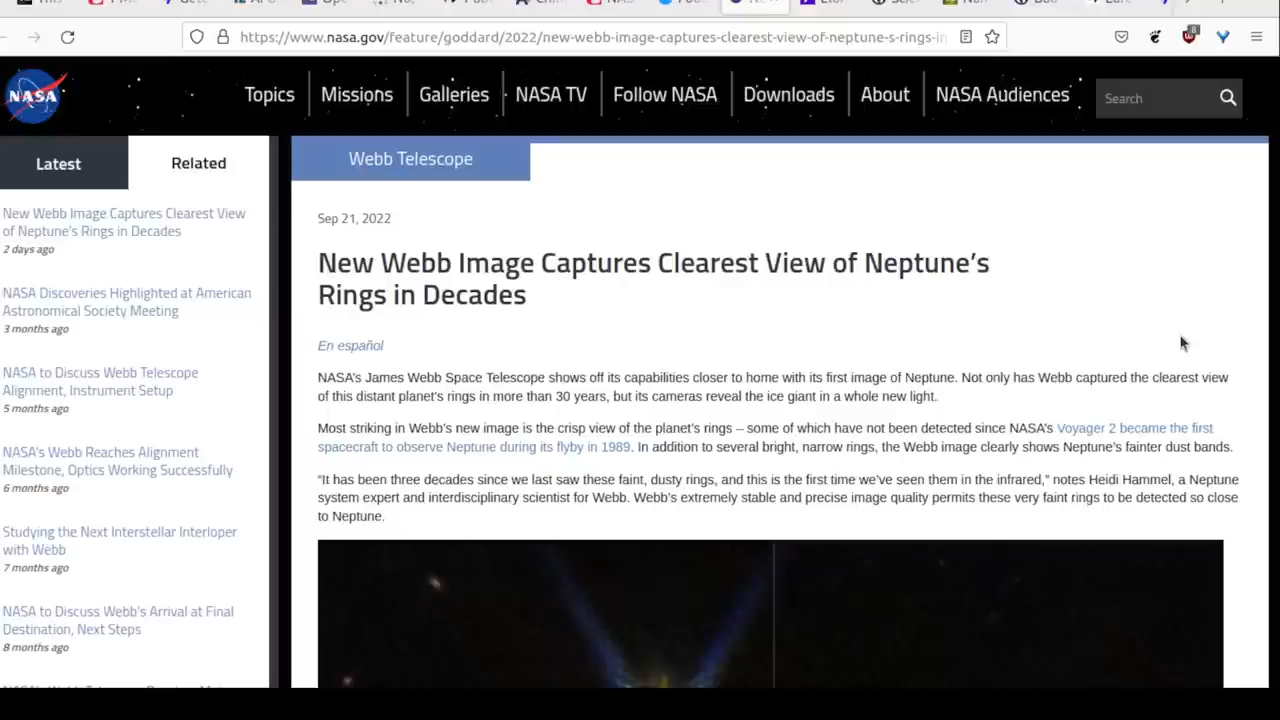 https://www.nasa.gov/feature/goddard/2022/new-webb-image-captures-clearest-view-of-neptune-s-rings-in
8
NASA
Topics
Missions
Galleries
NASA TV
Follow NASA
Downloads
About
NASA Audiences
Search
Latest
Related
New Webb Image Captures Clearest View
of Neptune's Rings in Decades
2 days ago
NASA Discoveries Highlighted at American
Astronomical Society Meeting
3 months ago
NASA to Discuss Webb Telescope
Alignment, Instrument Setup
5 months ago
NASA's Webb Reaches Alignment
Milestone, Optics Working Successfully
6 months ago
Studying the Next Interstellar Interloper
with Webb
7 months ago
NASA to Discuss Webb's Arrival at Final
Destination, Next Steps
8 months ago
Webb Telescope
Sep 21, 2022
New Webb Image Captures Clearest View of Neptune’s
Rings in Decades
En español
NASA’s James Webb Space Telescope shows off its capabilities closer to home with its first image of Neptune. Not only has Webb captured the clearest view
of this distant planet’s rings in more than 30 years, but its cameras reveal the ice giant in a whole new light.
Most striking in Webb’s new image is the crisp view of the planet’s rings – some of which have not been detected since NASA’s Voyager 2 became the first
spacecraft to observe Neptune during its flyby in 1989. In addition to several bright, narrow rings, the Webb image clearly shows Neptune’s fainter dust bands.
“It has been three decades since we last saw these faint, dusty rings, and this is the first time we’ve seen them in the infrared,” notes Heidi Hammel, a Neptune
system expert and interdisciplinary scientist for Webb. Webb’s extremely stable and precise image quality permits these very faint rings to be detected so close
to Neptune.